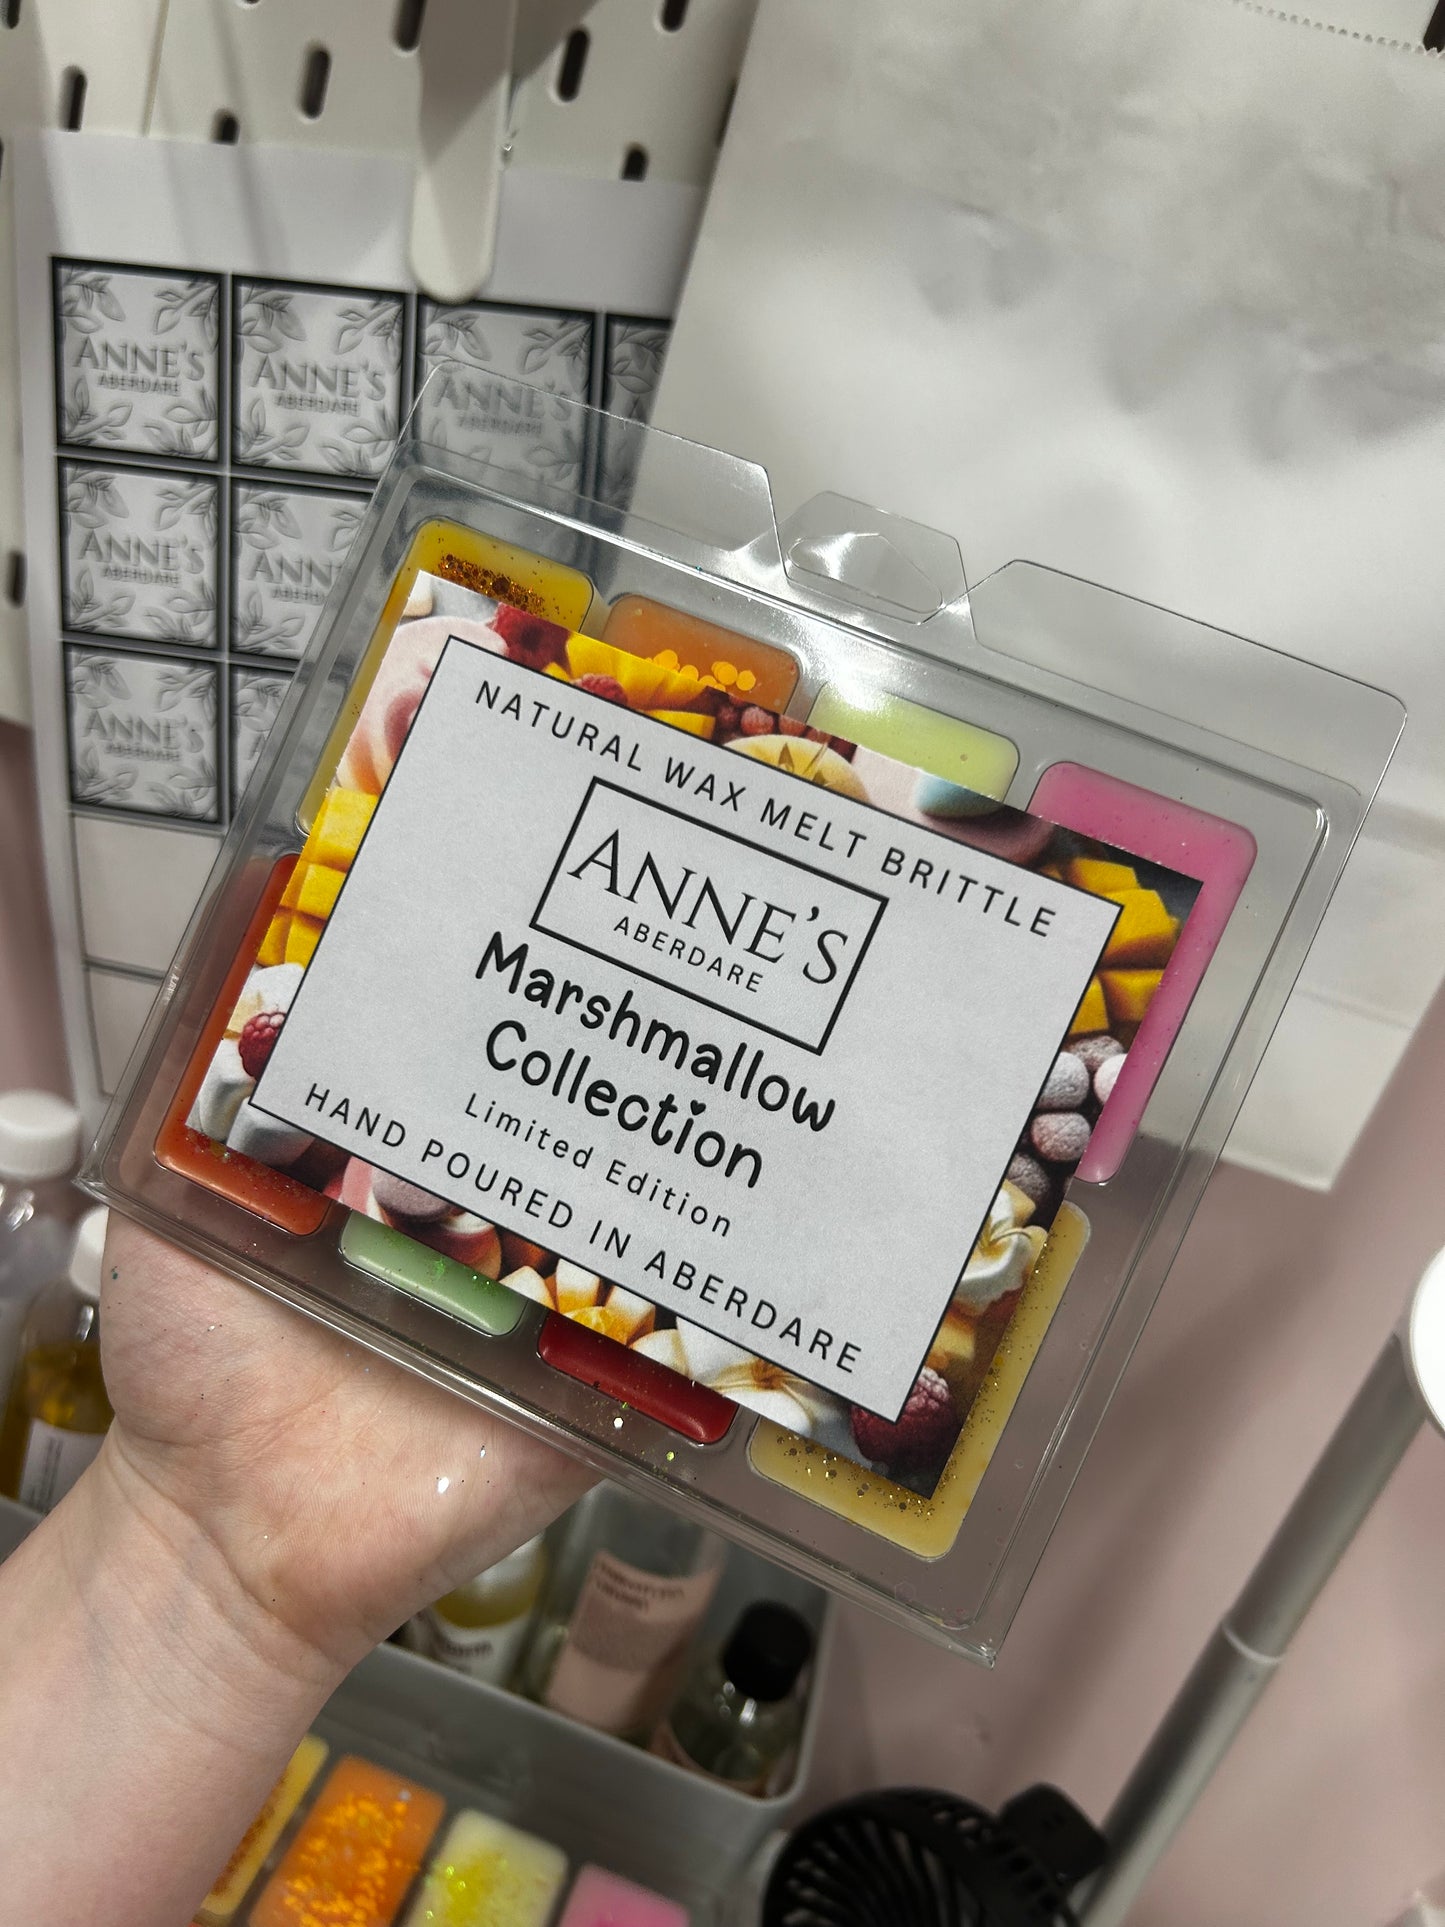 ANNE'S
ABERDARE
ANNE'S
ABERDARE
ANNE'S
ABERDARE
ANNE'S
ABERDARE
ANNE'S
ABERDARE
NATURAL WAX MELT BRITTLE
ANNE'S
ABERDARE
Marshmallow
Collection
Limited Edition
HAND POURED IN ABERDARE